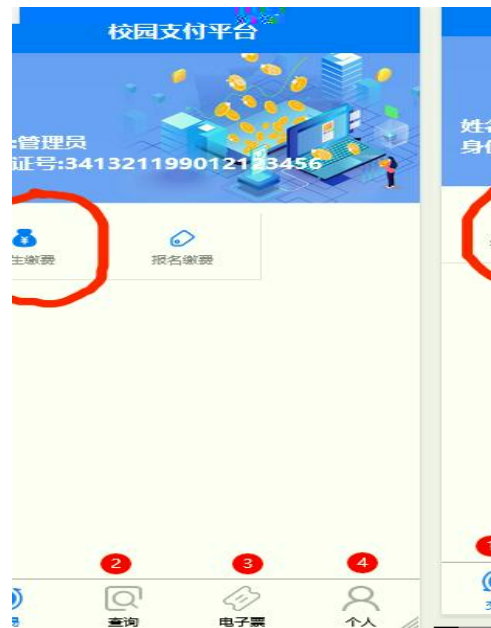 校园支付平台
:管理员
证号:341321199012123456
生缴费
报名缴费
2
3
4
查询
电子票
个人
姓名
身份